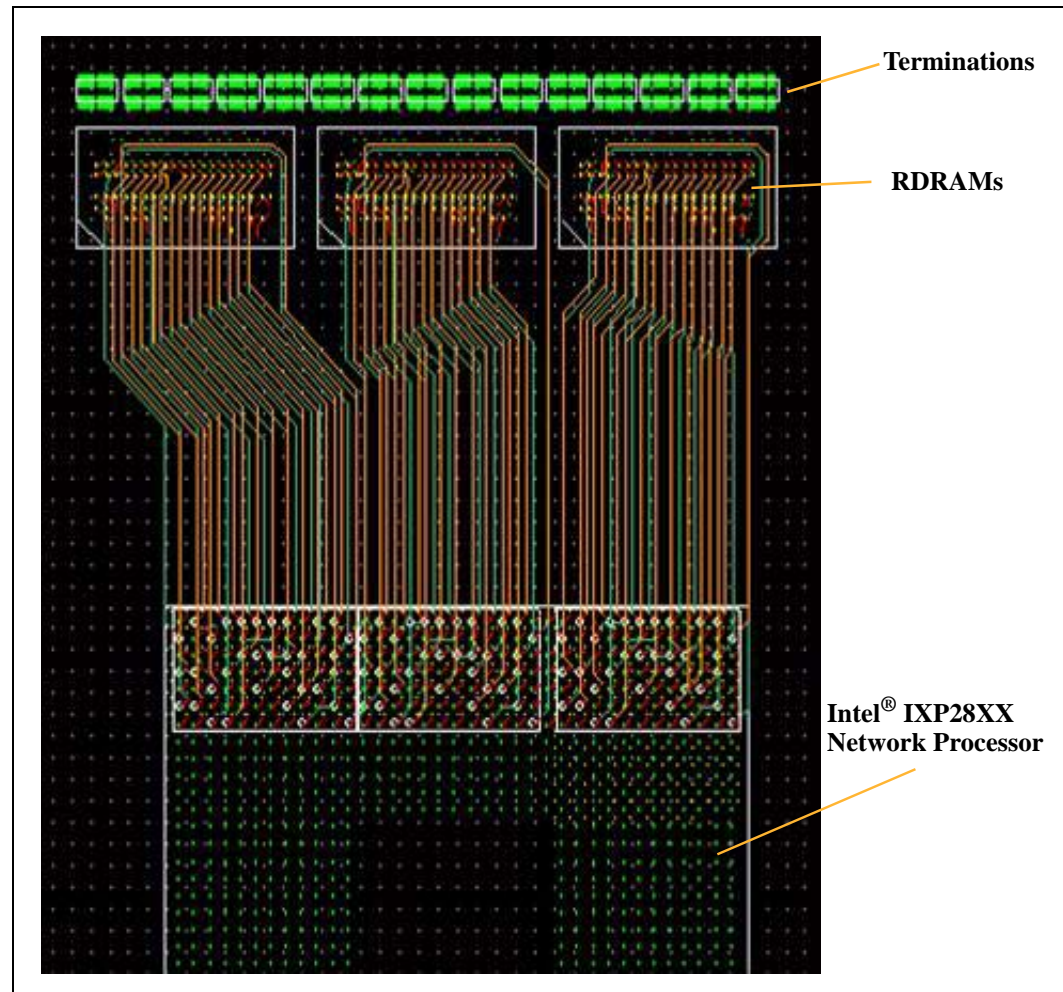 Terminations
RDRAMs
Intel® IXP28XX
Network Processor